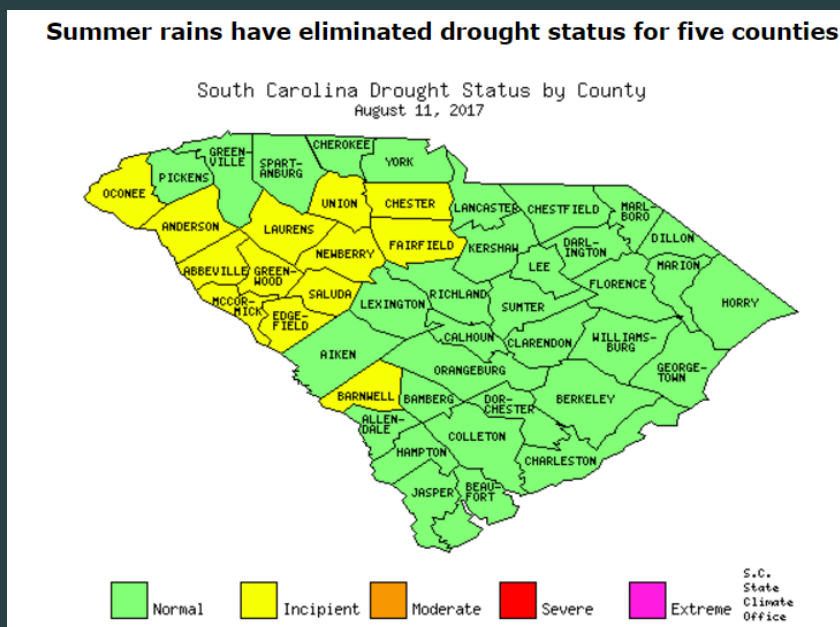 Summer rains have eliminated drought status for five counties
South Carolina Drought Status by County
August 11, 2017
CHEROKEE
GREEN-
VILLE
SPART-
ANBURG
YORK
PICKENS
OCONEE
UNION
CHESTER
LANCASTER
CHESTFIELD
MARL-
BORO
ANDERSON
LAURENS
FAIRFIELD
KERSHAW
DARL-
INGTON
DILLON
NEWBERRY
LEE
MARION
ABBEVILLE
GREEN-
WOOD
FLORENCE
SALUDA
LEXINGTON
RICHLAND
SUMTER
HORRY
MCCOR-
MICK
EDGE-
FIELD
CALHOUN
CLARENDON
WILLIAMS-
BURG
AIKEN
ORANGEBURG
GEORGE-
TOWN
BARNWELL
BAMBERG
DOR-
CHESTER
BERKELEY
ALLEN-
DALE
COLLETON
HAMPTON
CHARLESTON
JASPER
BEAU-
FORT
Normal
Incipient
Moderate
Severe
Extreme
S.C.
State
Climate
Office